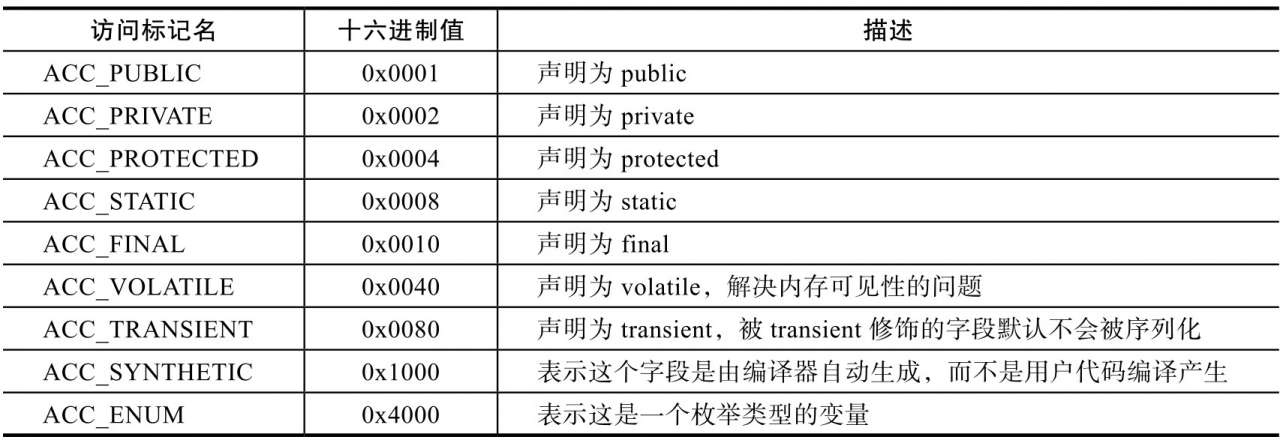 访问标记名 十六进制值 描述
ACC_PUBLIC 0x0001 声明为 public
ACC_PRIVATE 0x0002 声明为 private
ACC_PROTECTED 0x0004 声明为 protected
ACC_STATIC 0x0008 声明为 static
ACC_FINAL 0x0010 声明为 final
ACC_VOLATILE 0x0040 声明为 volatile，解决内存可见性的问题
ACC_TRANSIENT 0x0080 声明为 transient，被 transient 修饰的字段默认不会被序列化
ACC_SYNTHETIC 0x1000 表示这个字段是由编译器自动生成，而不是用户代码编译产生
ACC_ENUM 0x4000 表示这是一个枚举类型的变量